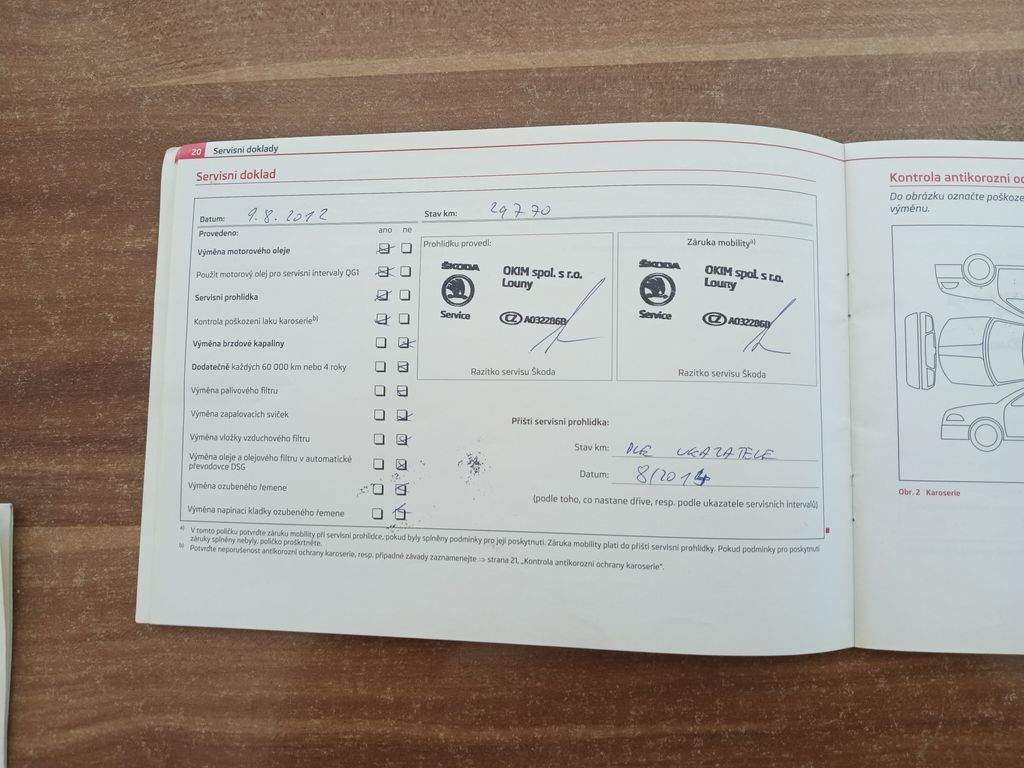 20 Servisní doklady
Servisní doklad
Datum: 9.8.2012 Stav km: 29770
Provedeno: ano ne
Výměna motorového oleje
Použit motorový olej pro servisní intervaly QG1
Servisní prohlídka
Kontrola poškození laku karoserie b)
Výměna brzdové kapaliny
Dodatečně každých 60 000 km nebo 4 roky
Výměna palivového filtru
Výměna zapalovacích svíček
Výměna vložky vzduchového filtru
Výměna oleje a olejového filtru v automatické
převodovce DSG
Výměna ozubeného řemene
Výměna napínací kladky ozubeného řemene
Prohlídku provedl:
ŠKODA
Service
OKIM spol. s r.o.
Louny
CZ A032286B
Razítko servisu Škoda
Záruka mobility a)
ŠKODA
Service
OKIM spol. s r.o.
Louny
CZ A032286B
Razítko servisu Škoda
Příští servisní prohlídka:
Stav km: DLE UKAZATELE
Datum: 8/2014
(podle toho, co nastane dříve, resp. podle ukazatele servisních intervalů)
a) V tomto políčku potvrďte záruku mobility při servisní prohlídce, pokud byly splněny podmínky pro její poskytnutí. Záruka mobility platí do příští servisní prohlídky. Pokud podmínky pro poskytnutí
záruky splněny nebyly, políčko proškrtněte.
b) Potvrďte neporušenost antikorozní ochrany karoserie, resp. případné závady zaznamenejte ⇒ strana 21, „Kontrola antikorozní ochrany karoserie“.
Kontrola antikorozní
Do obrázku označte
výměnu.
Obr. 2 Karoserie